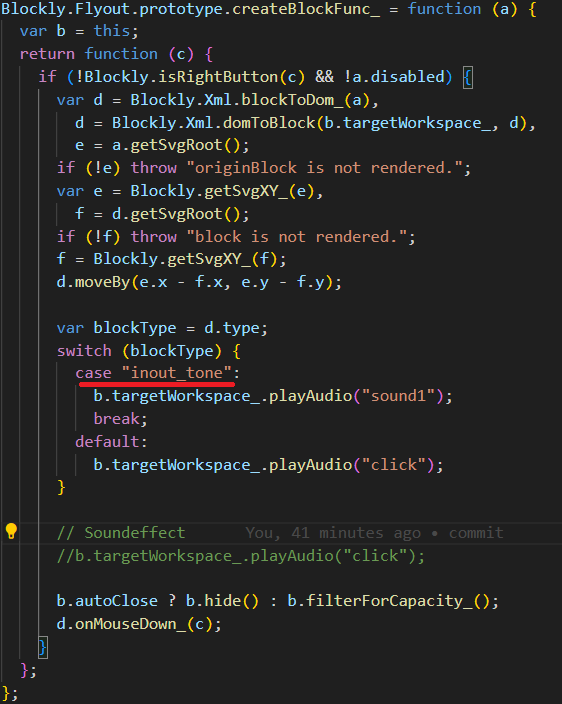 Blockly.Flyout.prototype.createBlockFunc_ = function (a) {
  var b = this;
  return function (c) {
    if (!Blockly.isRightButton(c) && !a.disabled) {
      var d = Blockly.Xml.blockToDom_(a),
        d = Blockly.Xml.domToBlock(b.targetWorkspace_, d),
        e = a.getSvgRoot();
      if (!e) throw "originBlock is not rendered.";
      var e = Blockly.getSvgXY_(e),
        f = d.getSvgRoot();
      if (!f) throw "block is not rendered.";
      f = Blockly.getSvgXY_(f);
      d.moveBy(e.x - f.x, e.y - f.y);

      var blockType = d.type;
      switch (blockType) {
        case "inout_tone":
          b.targetWorkspace_.playAudio("sound1");
          break;
        default:
          b.targetWorkspace_.playAudio("click");
      }

      // Soundeffect     You, 41 minutes ago • commit
      //b.targetWorkspace_.playAudio("click");

      b.autoClose ? b.hide() : b.filterForCapacity_();
      d.onMouseDown_(c);
    }
  };
};